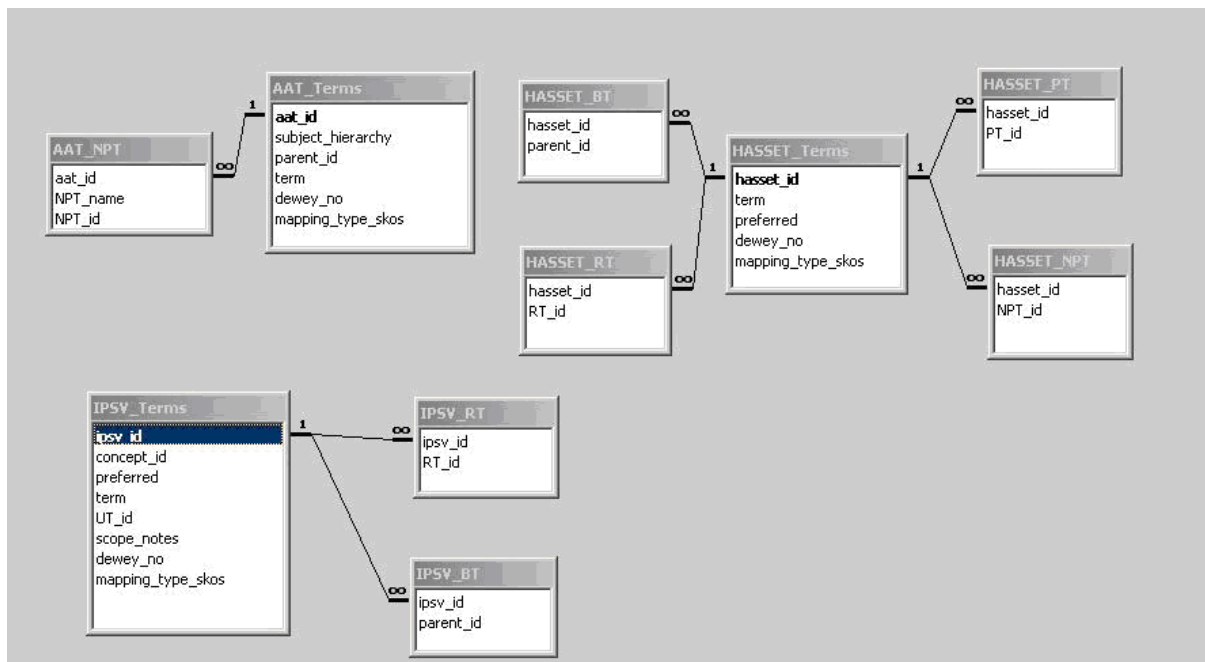 AAT_NPT
aat_id
NPT_name
NPT_id
∞
1
AAT_Terms
aat_id
subject_hierarchy
parent_id
term
dewey_no
mapping_type_skos
HASSET_BT
hasset_id
parent_id
∞
HASSET_RT
hasset_id
RT_id
∞
1
HASSET_Terms
hasset_id
term
preferred
dewey_no
mapping_type_skos
1
∞
HASSET_PT
hasset_id
PT_id
∞
HASSET_NPT
hasset_id
NPT_id
IPSV_Terms
ipsv_id
concept_id
preferred
term
UT_id
scope_notes
dewey_no
mapping_type_skos
1
∞
IPSV_RT
ipsv_id
RT_id
∞
IPSV_BT
ipsv_id
parent_id